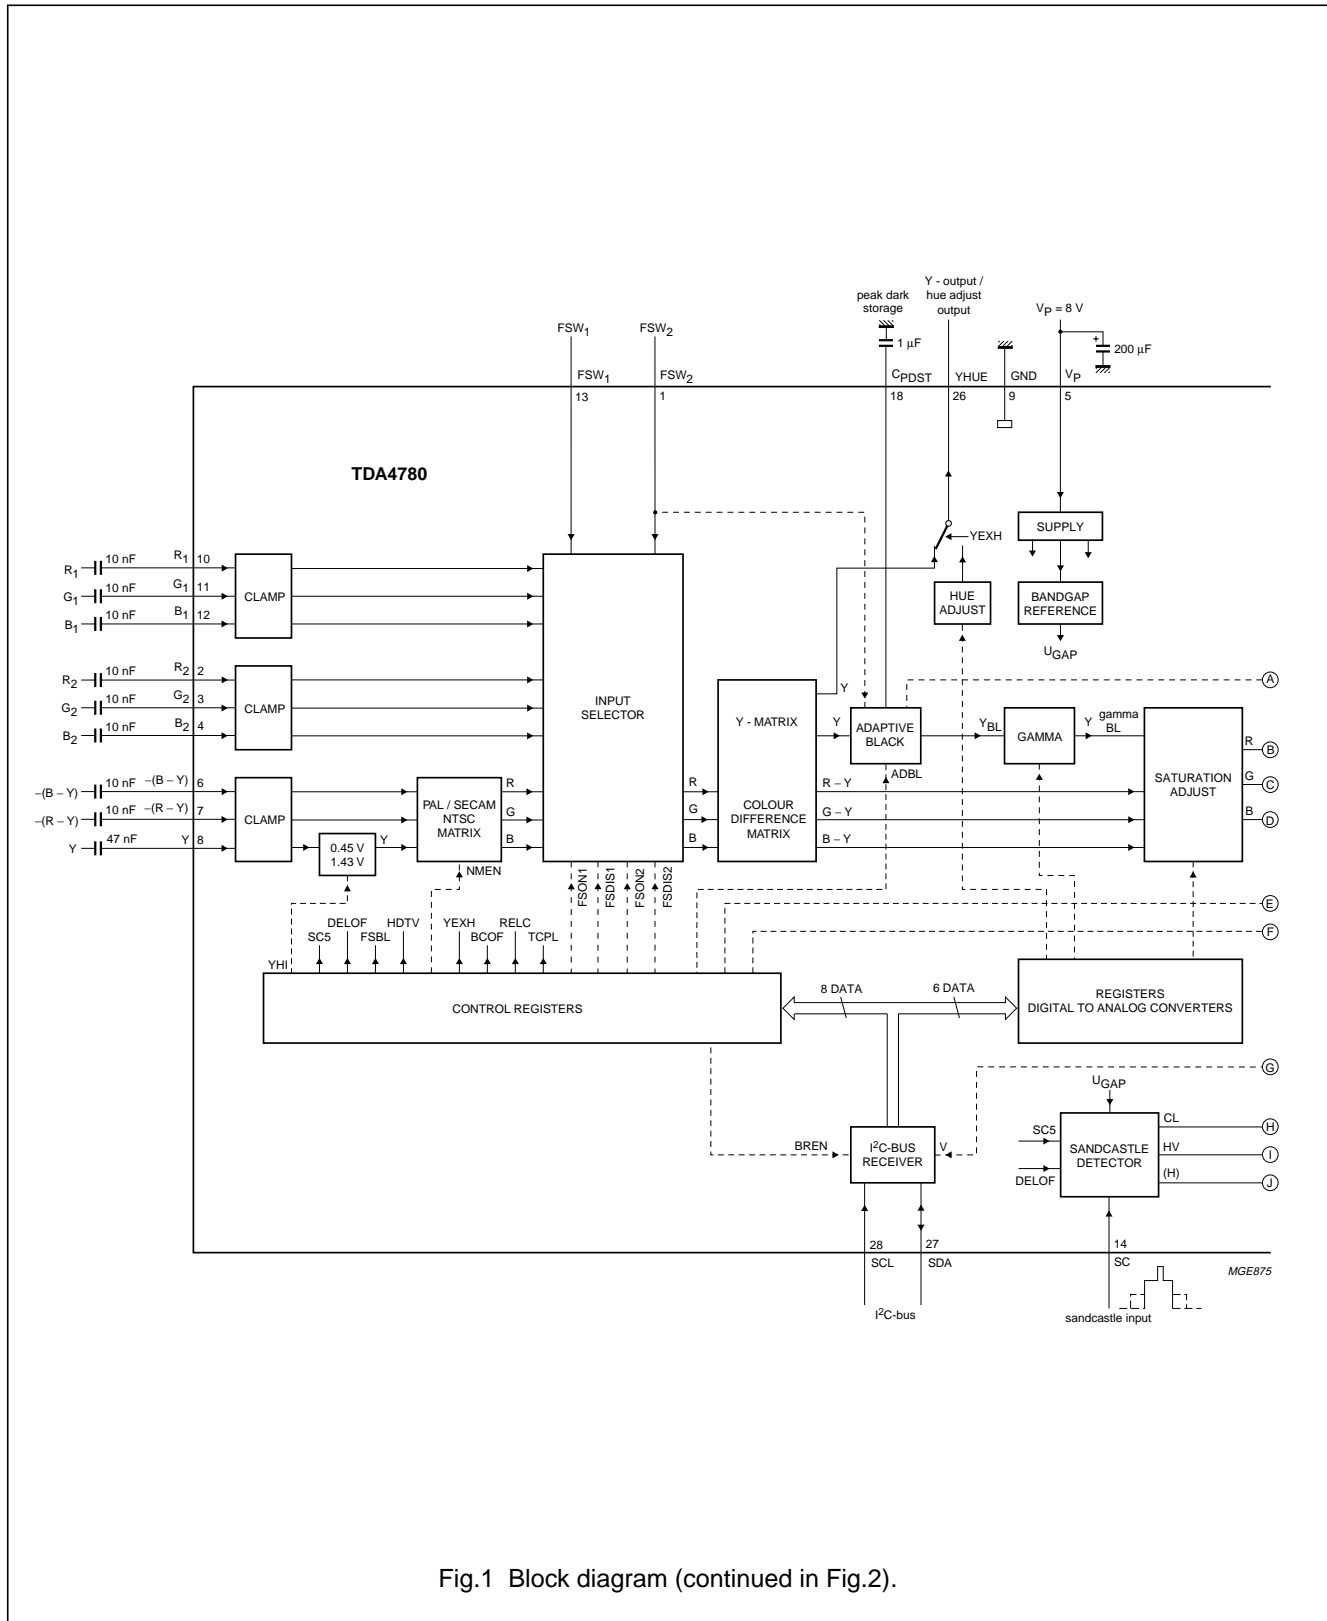 Y - output /
hue adjust
output
peak dark
storage
1 μF
VP = 8 V
+
200 μF
FSW1
FSW2
FSW1
FSW2
CPDST
YHUE
GND
VP
13
1
18
26
9
5
TDA4780
YEXH
SUPPLY
HUE
ADJUST
BANDGAP
REFERENCE
UGAP
R1
10 nF
R1
10
G1
10 nF
G1
11
B1
10 nF
B1
12
CLAMP
R2
10 nF
R2
2
G2
10 nF
G2
3
B2
10 nF
B2
4
CLAMP
–(B – Y)
10 nF
–(B – Y)
6
–(R – Y)
10 nF
–(R – Y)
7
Y
47 nF
Y
8
CLAMP
0.45 V
1.43 V
Y
PAL / SECAM
NTSC
MATRIX
NMEN
R
G
B
INPUT
SELECTOR
R
G
B
Y - MATRIX
COLOUR
DIFFERENCE
MATRIX
Y
Y
ADAPTIVE
BLACK
ADBL
YBL
GAMMA
Y
gamma
BL
R – Y
G – Y
B – Y
SATURATION
ADJUST
A
R
B
G
C
B
D
E
F
FSON1
FSDIS1
FSON2
FSDIS2
YHI
SC5
DELOF
FSBL
HDTV
YEXH
BCOF
RELC
TCPL
CONTROL REGISTERS
8 DATA
6 DATA
REGISTERS
DIGITAL TO ANALOG CONVERTERS
G
UGAP
BREN
I2C-BUS
RECEIVER
V
SC5
DELOF
SANDCASTLE
DETECTOR
CL
H
HV
I
(H)
J
28
SCL
27
SDA
14
SC
I2C-bus
sandcastle input
MGE875
Fig.1 Block diagram (continued in Fig.2).